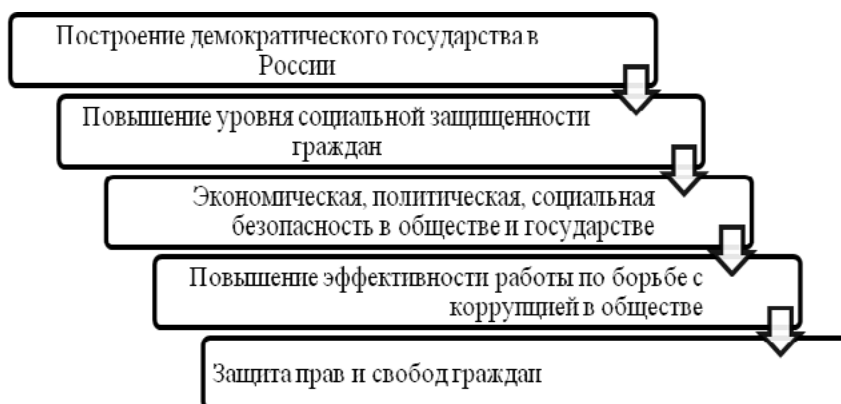 Построение демократического государства в
России
Повышение уровня социальной защищенности
граждан
Экономическая, политическая, социальная
безопасность в обществе и государстве
Повышение эффективности работы по борьбе с
коррупцией в обществе
Защита прав и свобод граждан